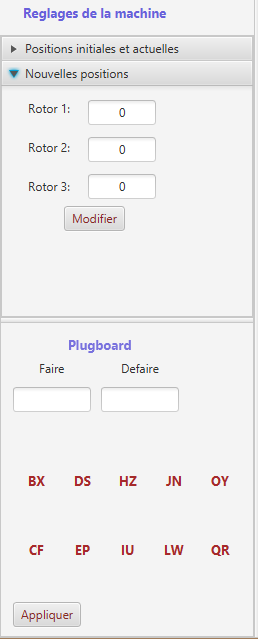 Reglages de la machine
Positions initiales et actuelles
Nouvelles positions
Rotor 1: 0
Rotor 2: 0
Rotor 3: 0
Modifier
Plugboard
Faire Defaire
BX DS HZ JN OY
CF EP IU LW QR
Appliquer